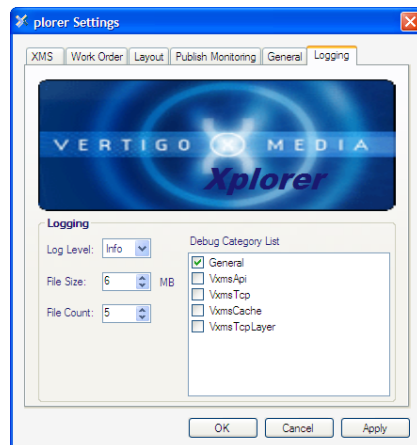 plorer Settings
XMS Work Order Layout Publish Monitoring General Logging
VERTIGO X MEDIA
Xplorer
Logging
Log Level: Info
File Size: 6 MB
File Count: 5
Debug Category List
General
VxmsApi
VxmsTcp
VxmsCache
VxmsTcpLayer
OK Cancel Apply